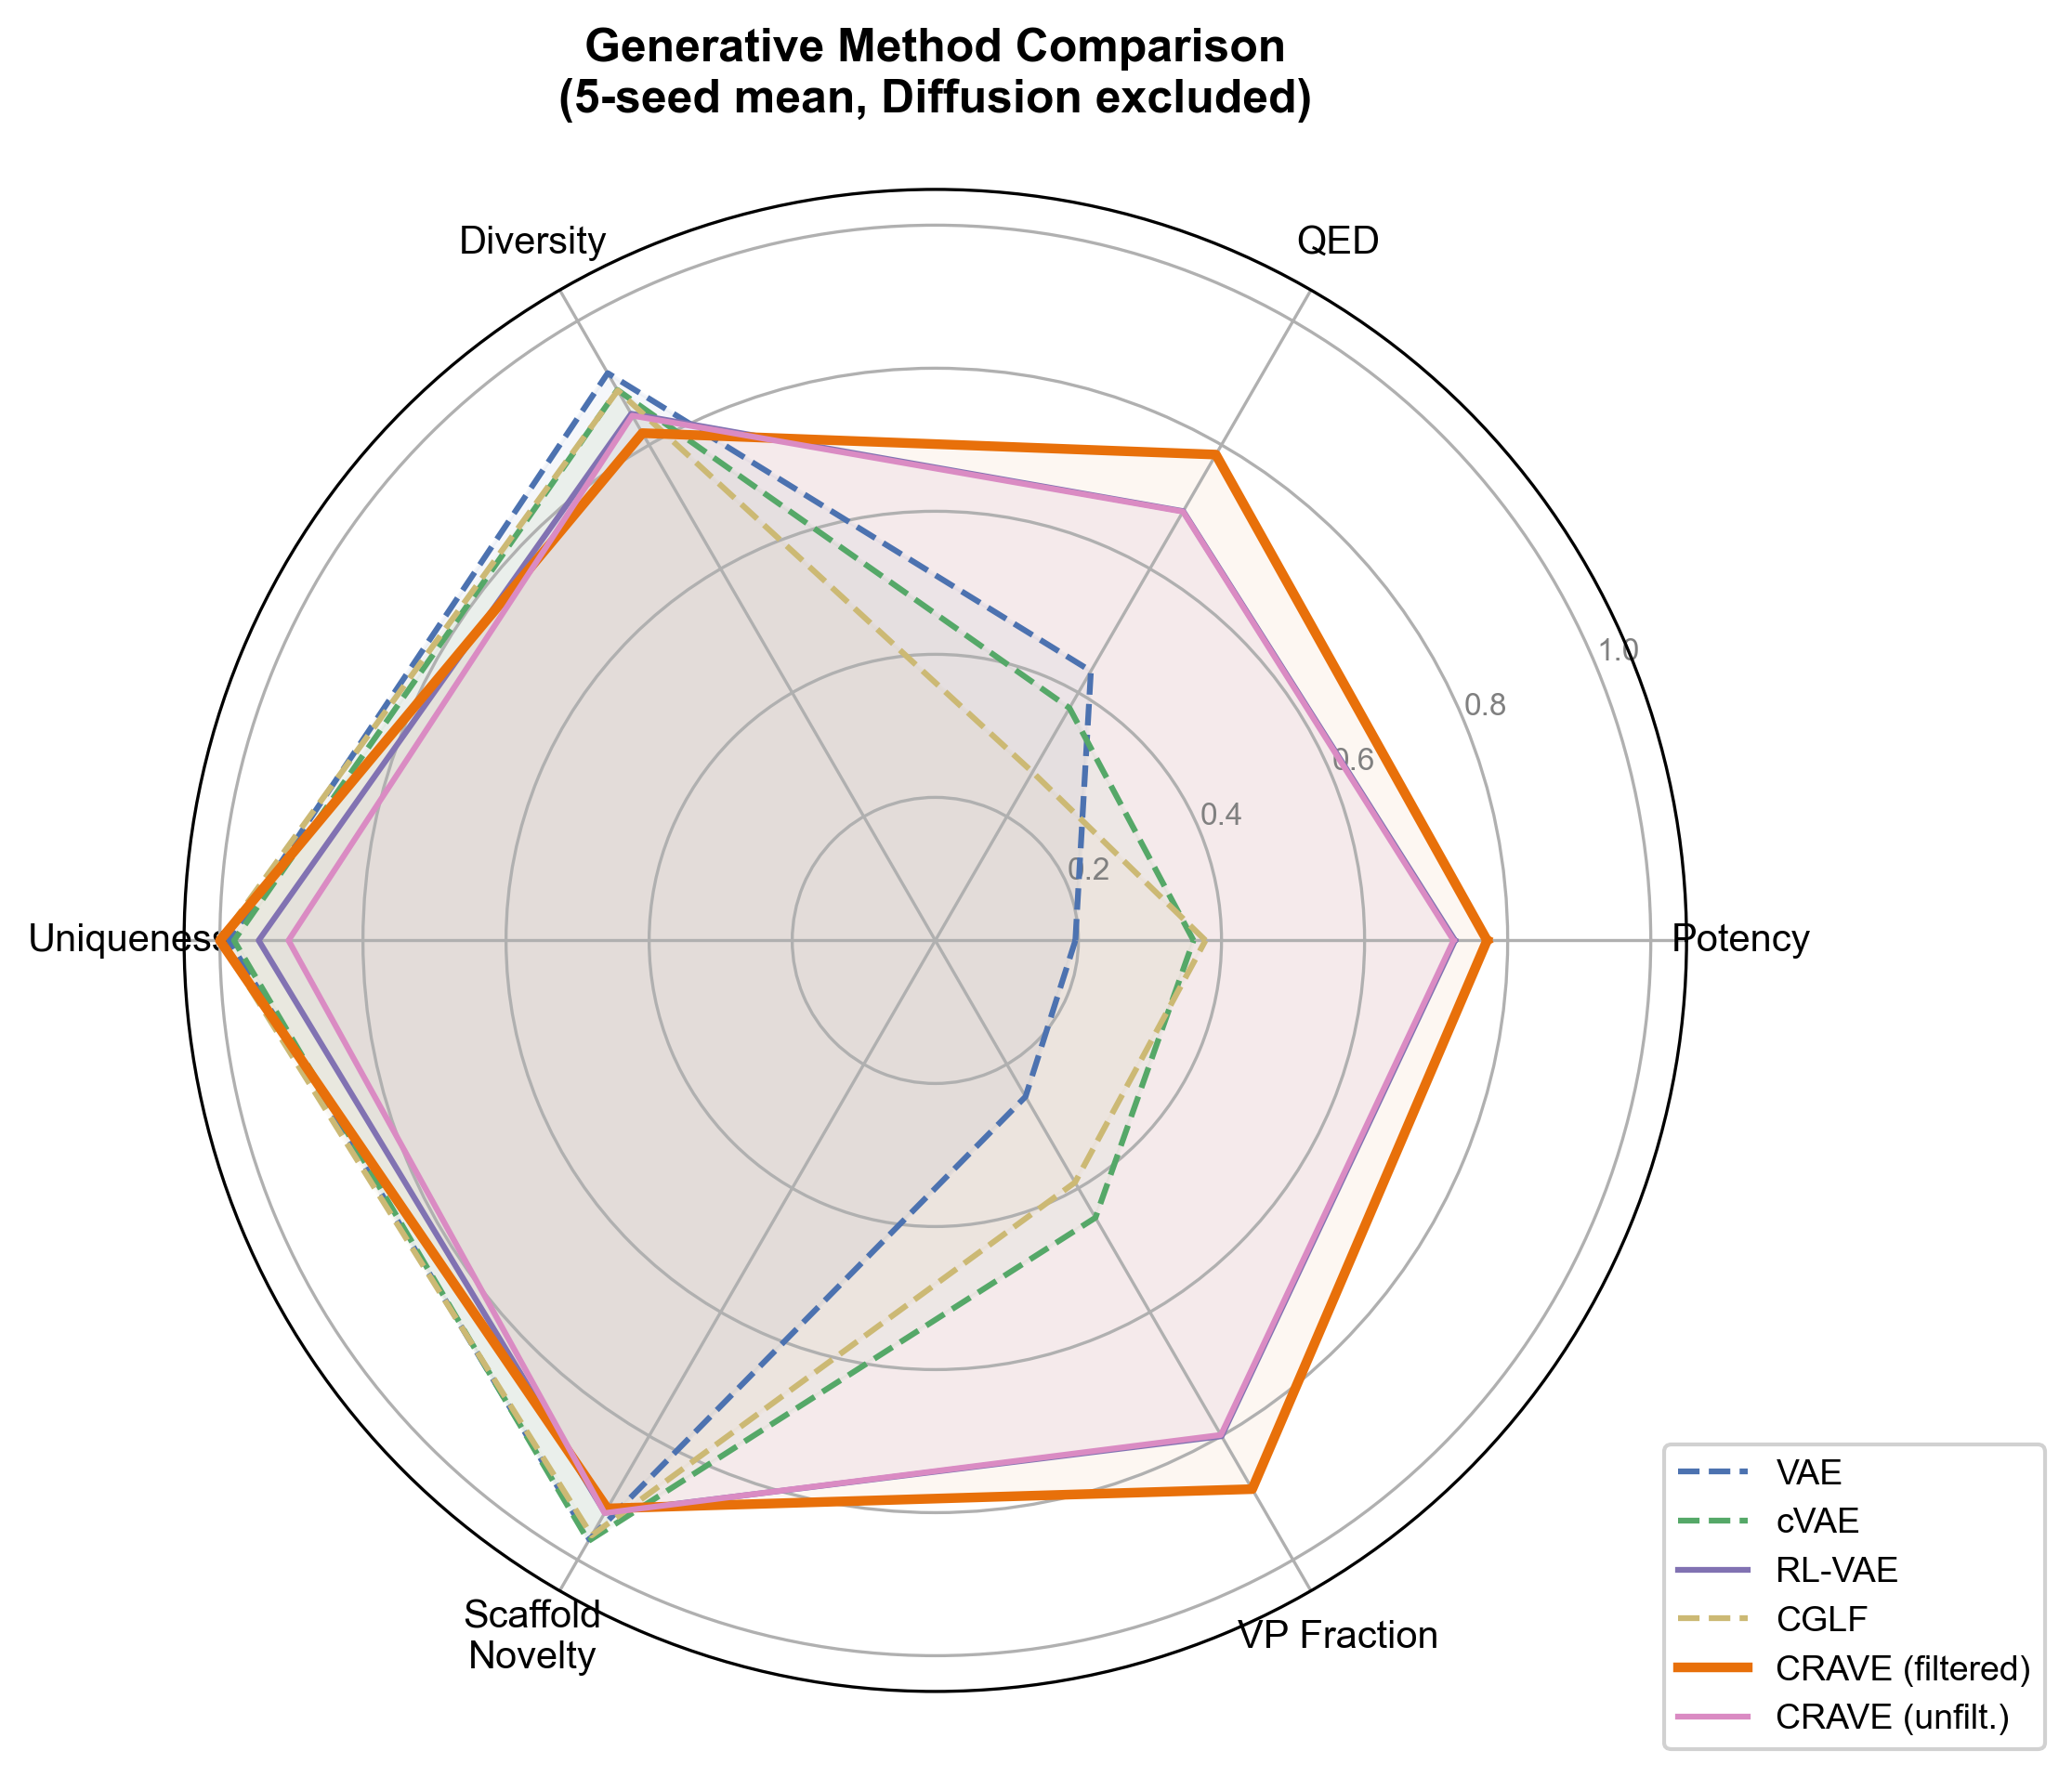 Generative Method Comparison
(5-seed mean, Diffusion excluded)
Diversity
QED
1.0
0.8
0.6
0.4
0.2
Uniqueness
Potency
Scaffold
Novelty
VP Fraction
VAE
cVAE
RL-VAE
CGLF
CRAVE (filtered)
CRAVE (unfilt.)